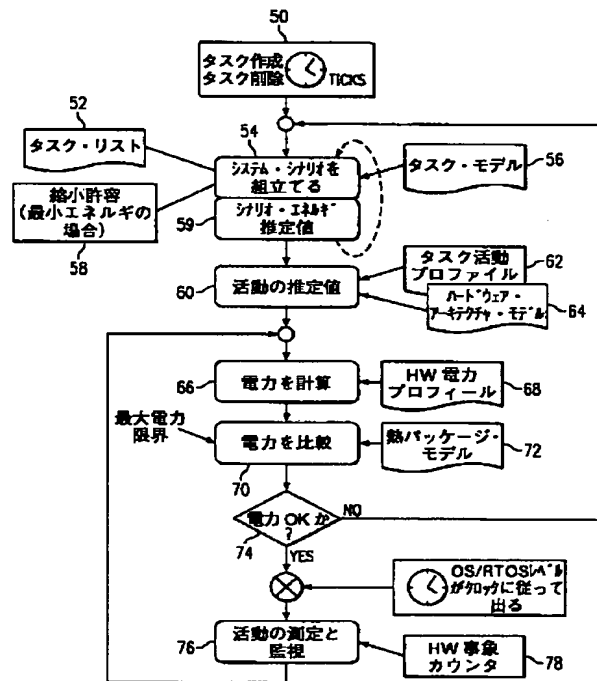 50
タスク作成
タスク削除
TICKS
52
タスク・リスト
54
システム・シナリオを
組立てる
タスク・モデル
56
縮小許容
(最小エネルギの
場合)
58
59
シナリオ・エネルギ
推定値
60
活動の推定値
タスク活動
プロファイル
62
ハードウェア・
アーキテクチャ・モデル
64
66
電力を計算
HW 電力
プロフィール
68
最大電力
限界
電力を比較
70
熱パッケージ・
モデル
72
電力 OK か
?
74
NO
YES
OS/RTOSレベル
がクロックに従って
出る
76
活動の測定と
監視
HW 事象
カウンタ
78